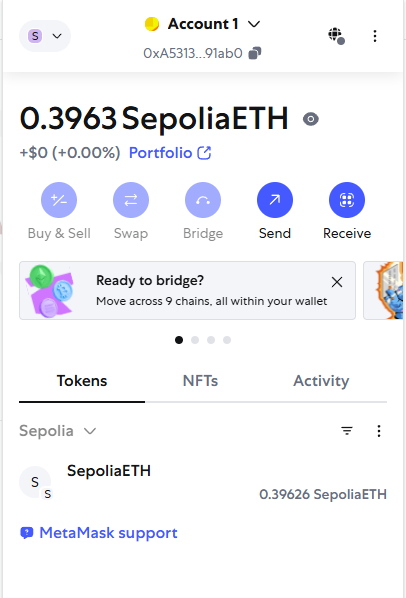 S
Account 1
0xA5313...91ab0
0.3963 SepoliaETH
+$0 (+0.00%) Portfolio
Buy & Sell
Swap
Bridge
Send
Receive
Ready to bridge?
Move across 9 chains, all within your wallet
Tokens
NFTs
Activity
Sepolia
S
S
SepoliaETH
0.39626 SepoliaETH
MetaMask support